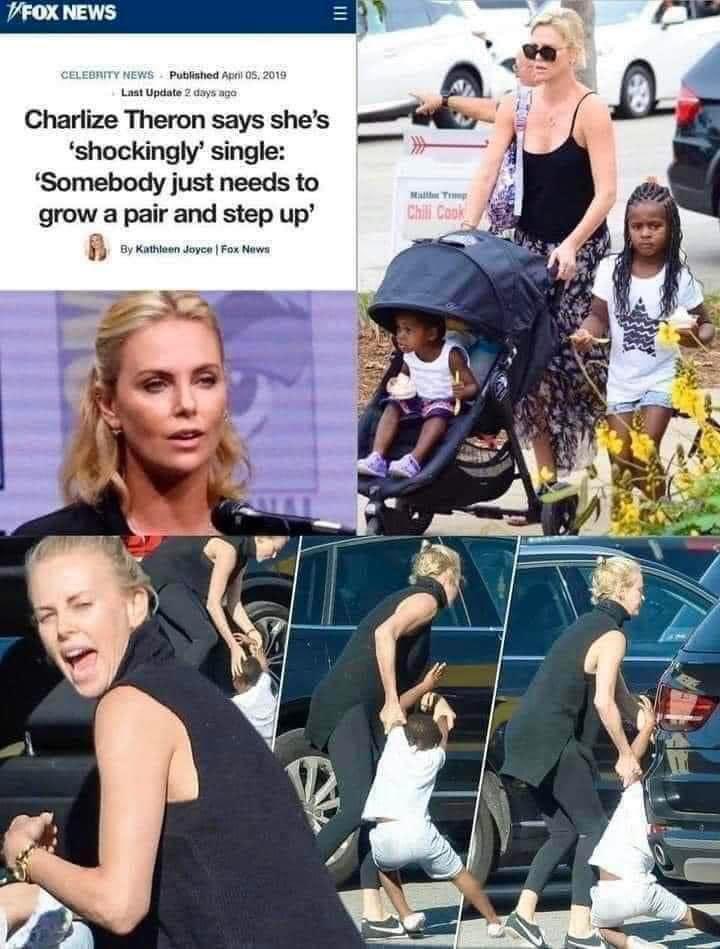 FOX NEWS
CELEBRITY NEWS · Published April 05, 2019
· Last Update 2 days ago
Charlize Theron says she's
'shockingly' single:
'Somebody just needs to
grow a pair and step up'
By Kathleen Joyce | Fox News
Malibu
Chili Cook